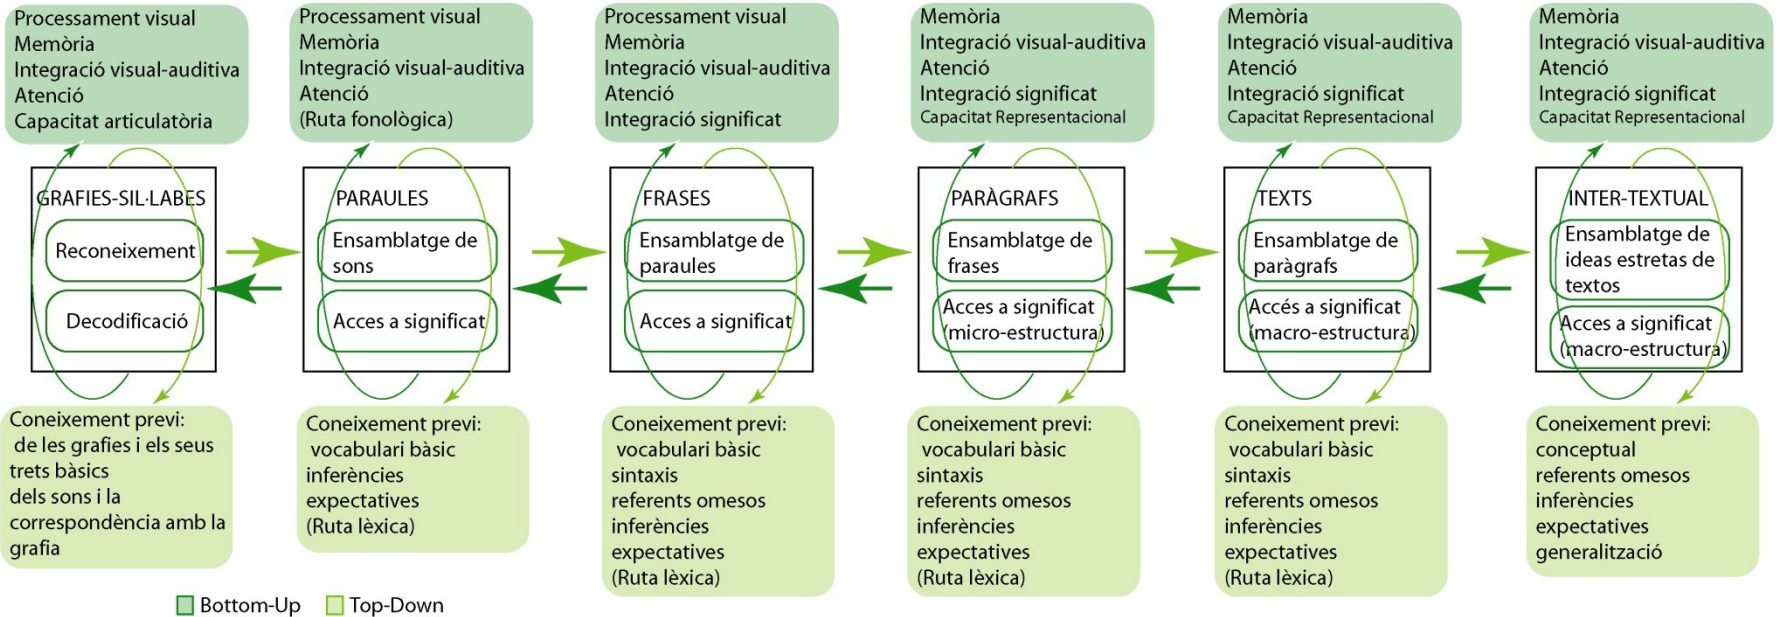 Processament visual
Memòria
Integració visual-auditiva
Atenció
Capacitat articulatòria
Processament visual
Memòria
Integració visual-auditiva
Atenció
(Ruta fonològica)
Processament visual
Memòria
Integració visual-auditiva
Atenció
Integració significat
Memòria
Integració visual-auditiva
Atenció
Integració significat
Capacitat Representacional
Memòria
Integració visual-auditiva
Atenció
Integració significat
Capacitat Representacional
Memòria
Integració visual-auditiva
Atenció
Integració significat
Capacitat Representacional
GRAFIES-SIL·LABES
Reconeixement
Decodificació
PARAULES
Ensamblatge de
sons
Acces a significat
FRASES
Ensamblatge de
paraules
Acces a significat
PARÀGRAFS
Ensamblatge de
frases
Acces a significat
(micro-estructura)
TEXTS
Ensamblatge de
paràgrafs
Accés a significat
(macro-estructura)
INTER-TEXTUAL
Ensamblatge de
ideas estretas de
textos
Acces a significat
(macro-estructura)
Coneixement previ:
de les grafies i els seus
trets bàsics
dels sons i la
correspondència amb la
grafia
Coneixement previ:
vocabulari bàsic
inferències
expectatives
(Ruta lèxica)
Coneixement previ:
vocabulari bàsic
sintaxis
referents omesos
inferències
expectatives
(Ruta lèxica)
Coneixement previ:
vocabulari bàsic
sintaxis
referents omesos
inferències
expectatives
(Ruta lèxica)
Coneixement previ:
vocabulari bàsic
sintaxis
referents omesos
inferències
expectatives
(Ruta lèxica)
Coneixement previ:
conceptual
referents omesos
inferències
expectatives
generalització
Bottom-Up
Top-Down